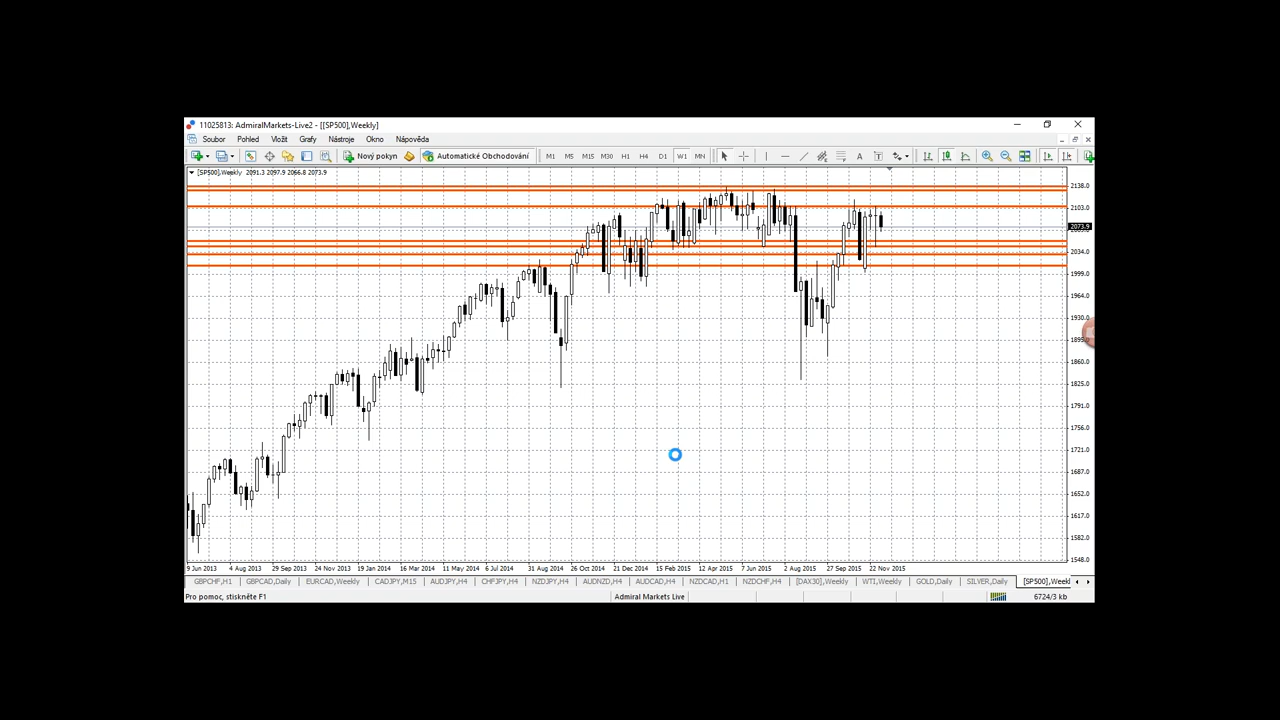 11025813: AdmiralMarkets-Live2 - [[SP500],Weekly]
Soubor Pohled Vložit Grafy Nástroje Okno Nápověda
Nový pokyn Automatické Obchodování M1 M5 M15 M30 H1 H4 D1 W1 MN A T
[SP500],Weekly 2091.3 2097.9 2066.8 2073.9
2138.0
2103.0
2073.9
2034.0
1999.0
1964.0
1930.0
1895.0
1860.0
1825.0
1791.0
1756.0
1721.0
1687.0
1652.0
1617.0
1582.0
1548.0
9 Jun 2013 4 Aug 2013 29 Sep 2013 24 Nov 2013 19 Jan 2014 16 Mar 2014 11 May 2014 6 Jul 2014 31 Aug 2014 26 Oct 2014 21 Dec 2014 15 Feb 2015 12 Apr 2015 7 Jun 2015 2 Aug 2015 27 Sep 2015 22 Nov 2015
GBPCHF,H1 GBPCAD,Daily EURCAD,Weekly CADJPY,M15 AUDJPY,H4 CHFJPY,H4 NZDJPY,H4 AUDNZD,H4 AUDCAD,H4 NZDCAD,H1 NZDCHF,H4 [DAX30],Weekly WTI,Weekly GOLD,Daily SILVER,Daily [SP500],Weekl
Pro pomoc, stiskněte F1 Admiral Markets Live 6724/3 kb